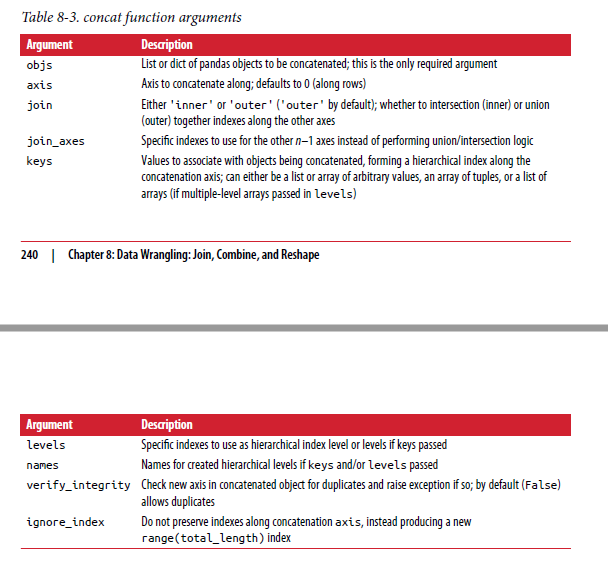 Table 8-3. concat function arguments
Argument Description
objs List or dict of pandas objects to be concatenated; this is the only required argument
axis Axis to concatenate along; defaults to 0 (along rows)
join Either 'inner' or 'outer' ('outer' by default); whether to intersection (inner) or union
(outer) together indexes along the other axes
join_axes Specific indexes to use for the other n–1 axes instead of performing union/intersection logic
keys Values to associate with objects being concatenated, forming a hierarchical index along the
concatenation axis; can either be a list or array of arbitrary values, an array of tuples, or a list of
arrays (if multiple-level arrays passed in levels)
240 | Chapter 8: Data Wrangling: Join, Combine, and Reshape
Argument Description
levels Specific indexes to use as hierarchical index level or levels if keys passed
names Names for created hierarchical levels if keys and/or levels passed
verify_integrity Check new axis in concatenated object for duplicates and raise exception if so; by default (False)
allows duplicates
ignore_index Do not preserve indexes along concatenation axis, instead producing a new
range(total_length) index